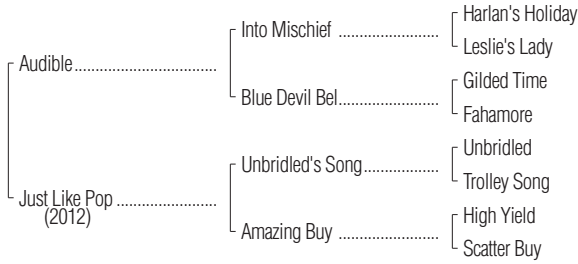 Harlan's Holiday
Into Mischief ........................
Leslie's Lady
Audible...................................
Gilded Time
Blue Devil Bel........................
Fahamore
Unbridled
Unbridled's Song..................
Trolley Song
Just Like Pop .........................
(2012)
High Yield
Amazing Buy ........................
Scatter Buy